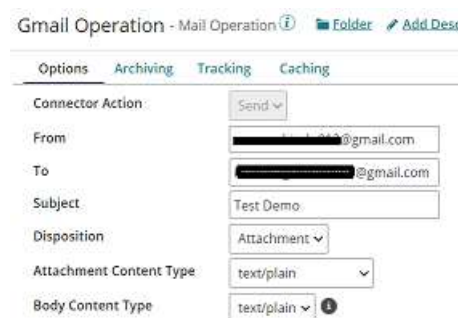 Gmail Operation - Mail Operation i Folder Add Desc
Options Archiving Tracking Caching
Connector Action Send
From @gmail.com
To @gmail.com
Subject Test Demo
Disposition Attachment
Attachment Content Type text/plain
Body Content Type text/plain i